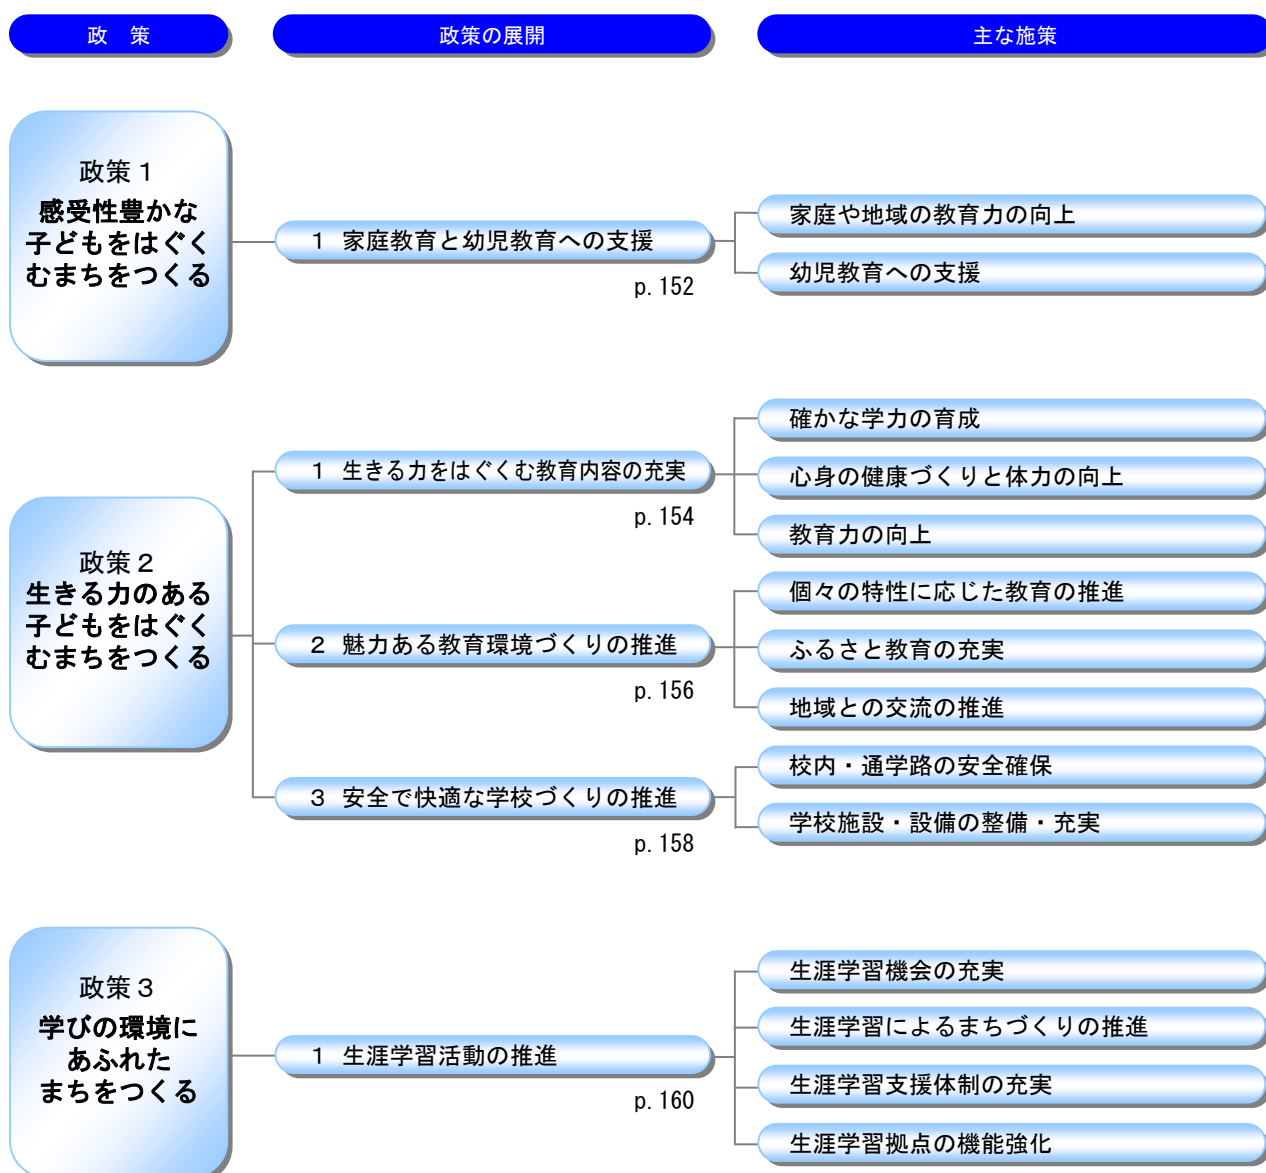 政　策
政策の展開
主な施策
政策１
感受性豊かな
子どもをはぐく
むまちをつくる
１ 家庭教育と幼児教育への支援
p. 152
家庭や地域の教育力の向上
幼児教育への支援
政策２
生きる力のある
子どもをはぐく
むまちをつくる
１ 生きる力をはぐくむ教育内容の充実
p. 154
確かな学力の育成
心身の健康づくりと体力の向上
教育力の向上
２ 魅力ある教育環境づくりの推進
p. 156
個々の特性に応じた教育の推進
ふるさと教育の充実
地域との交流の推進
３ 安全で快適な学校づくりの推進
p. 158
校内・通学路の安全確保
学校施設・設備の整備・充実
政策３
学びの環境に
あふれた
まちをつくる
１ 生涯学習活動の推進
p. 160
生涯学習機会の充実
生涯学習によるまちづくりの推進
生涯学習支援体制の充実
生涯学習拠点の機能強化